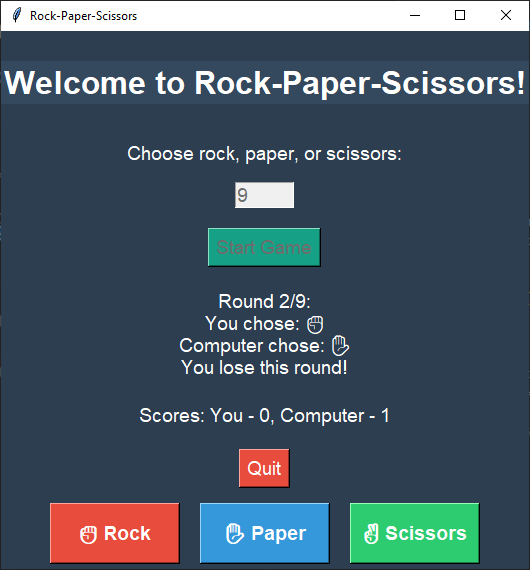 Rock-Paper-Scissors
Welcome to Rock-Paper-Scissors!
Choose rock, paper, or scissors:
9
Start Game
Round 2/9:
You chose: ✊
Computer chose: ✋
You lose this round!
Scores: You - 0, Computer - 1
Quit
✊ Rock
✋ Paper
✌ Scissors